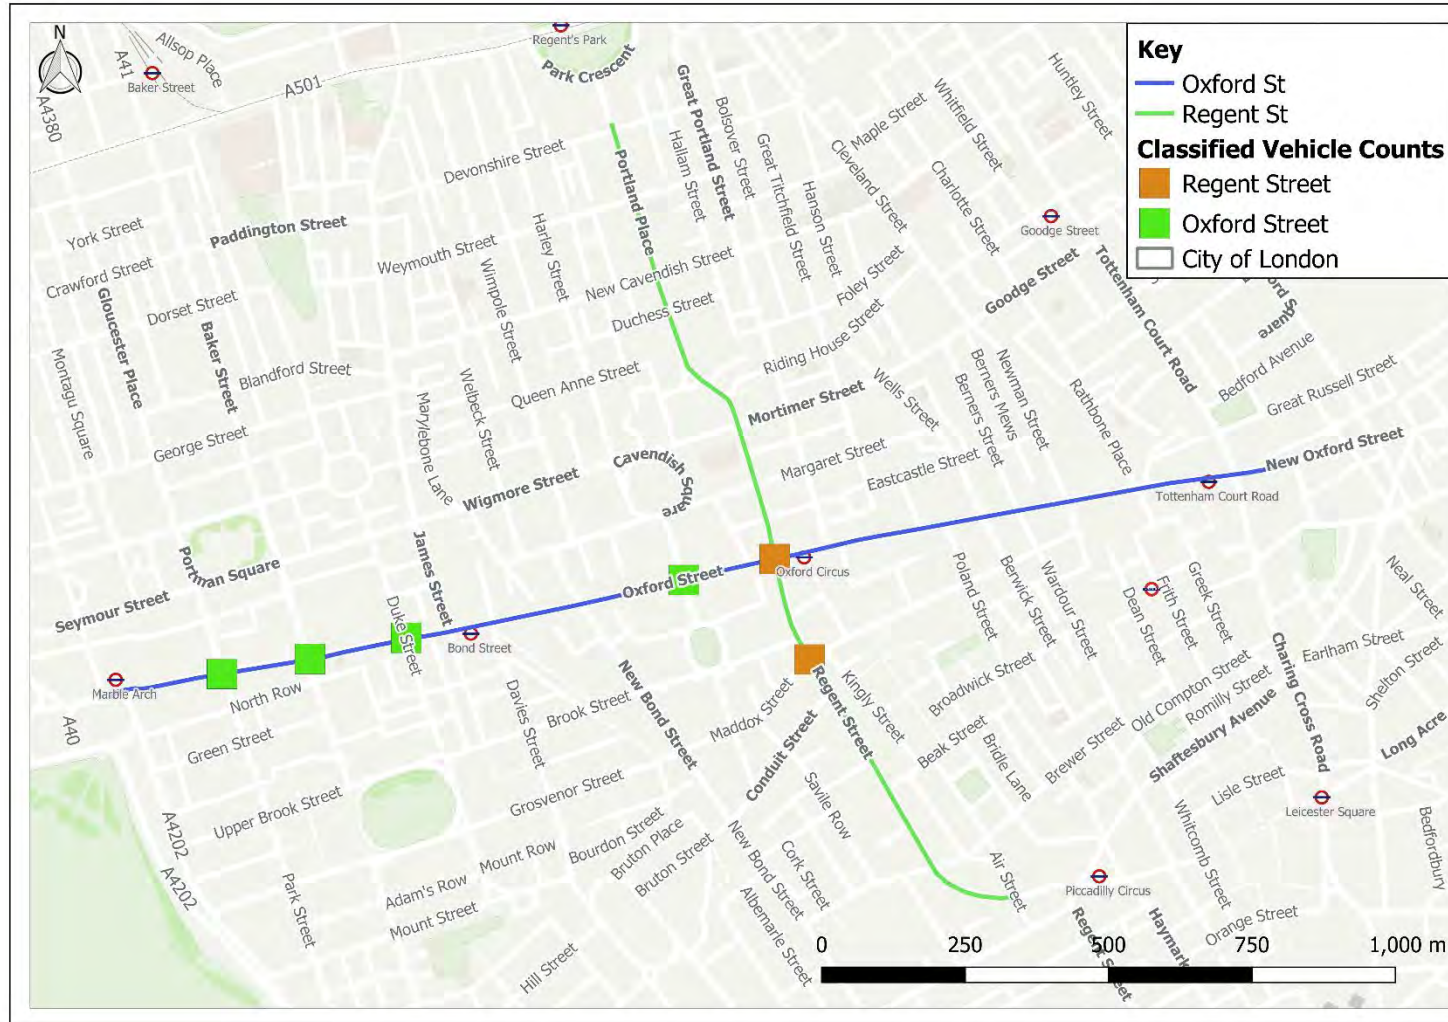 N
Key
Oxford St
Regent St
Classified Vehicle Counts
Regent Street
Oxford Street
City of London
A41
Allsop Place
Baker Street
A4380
A501
Regent's Park
Park Crescent
Great Portland Street
Bolsover Street
Hallam Street
Great Titchfield Street
Hanson Street
Cleveland Street
Maple Street
Whitfield Street
Huntley Street
Charlotte Street
Goodge Street
Goodge Street
Tottenham Court Road
Bedford Avenue
Great Russell Street
Devonshire Street
Portland Place
York Street
Paddington Street
Crawford Street
Weymouth Street
Harley Street
Wimpole Street
New Cavendish Street
Duchess Street
Foley Street
Riding House Street
Gloucester Place
Dorset Street
Baker Street
Blandford Street
Montagu Square
George Street
Marylebone Lane
Welbeck Street
Queen Anne Street
Mortimer Street
Wells Street
Berners Street
Berners Mews
Newman Street
Rathbone Place
Margaret Street
Eastcastle Street
New Oxford Street
Tottenham Court Road
Cavendish Square
Wigmore Street
Portman Square
Seymour Street
James Street
Duke Street
Oxford Street
Oxford Circus
Bond Street
Marble Arch
North Row
Green Street
A40
Poland Street
Berwick Street
Wardour Street
Dean Street
Frith Street
Greek Street
Neal Street
Earlham Street
Shelton Street
Charing Cross Road
Long Acre
Old Compton Street
Romilly Street
Shaftesbury Avenue
Broadwick Street
Kingly Street
Regent Street
Beak Street
Bridle Lane
Brewer Street
Lisle Street
Leicester Square
Whitcomb Street
Bedfordbury
Davies Street
Brook Street
New Bond Street
Maddox Street
Conduit Street
Savile Row
Grosvenor Street
Upper Brook Street
A4202
A4202
Park Street
Adam's Row
Mount Row
Mount Street
Bourdon Street
Bruton Place
Bruton Street
New Bond Street
Cork Street
Albemarle Street
Hill Street
Air Street
Piccadilly Circus
Regent Street
Orange Street
0 250 500 750 1,000 m